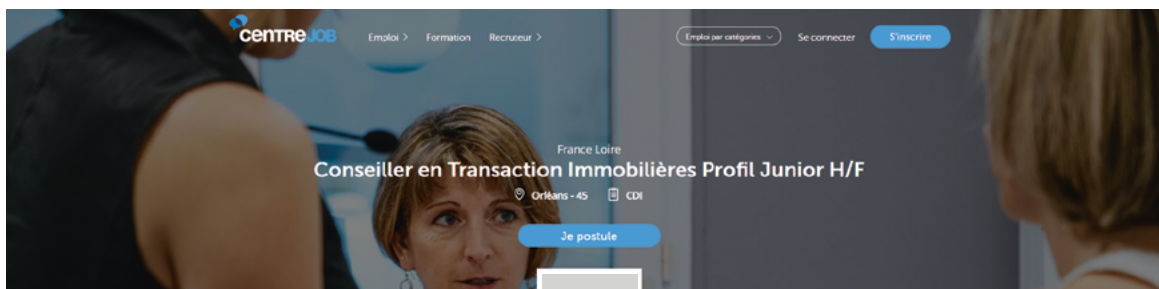 CENTREJOB
Emploi >
Formation
Recruteur >
Emploi par catégories
Se connecter
S'inscrire
France Loire
Conseiller en Transaction Immobilières Profil Junior H/F
Orléans - 45
CDI
Je postule